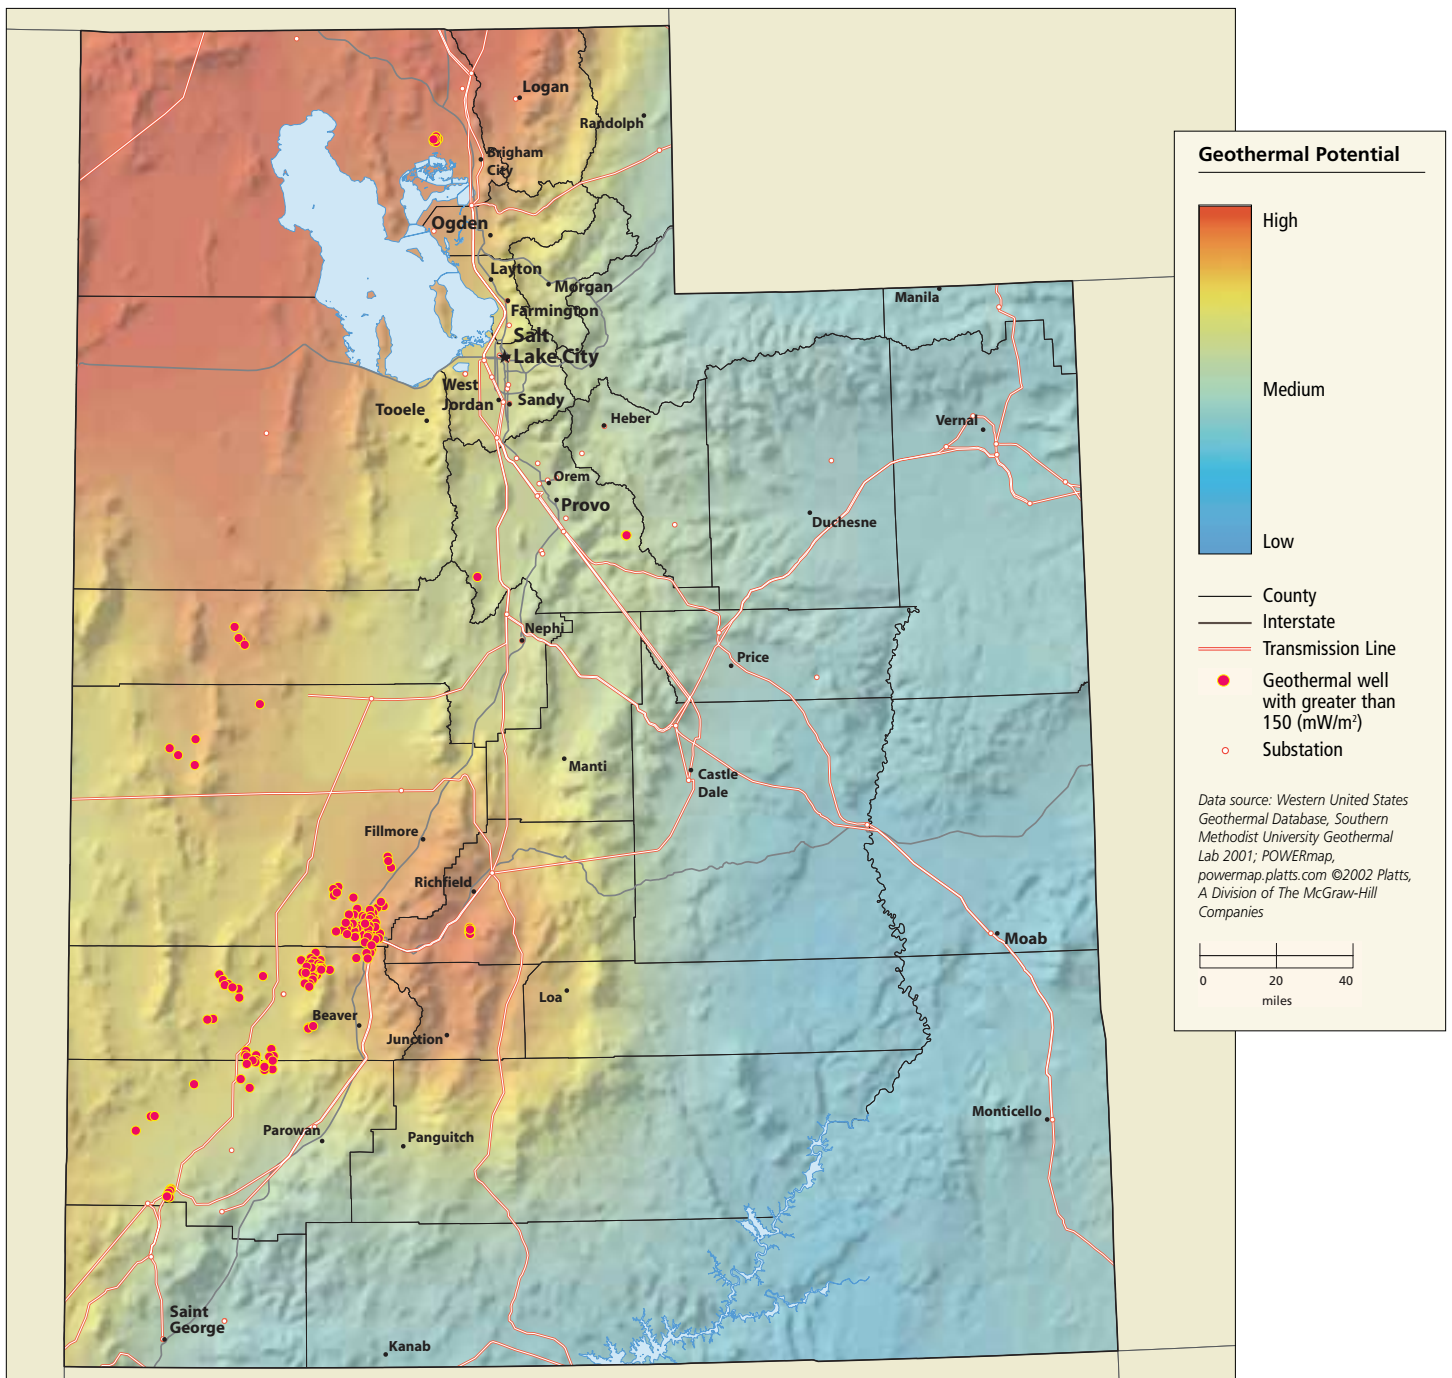 Logan
Randolph
Brigham
City
Ogden
Layton
Morgan
Farmington
Salt
Lake City
West
Jordan
Sandy
Tooele
Heber
Manila
Vernal
Orem
Provo
Duchesne
Nephi
Price
Manti
Castle
Dale
Fillmore
Richfield
Moab
Loa
Beaver
Junction
Parowan
Panguitch
Monticello
Saint
George
Kanab
Geothermal Potential
High
Medium
Low
County
Interstate
Transmission Line
Geothermal well
with greater than
150 (mW/m²)
Substation
Data source: Western United States
Geothermal Database, Southern
Methodist University Geothermal
Lab 2001; POWERmap,
powermap.platts.com ©2002 Platts,
A Division of The McGraw-Hill
Companies
0 20 40
miles